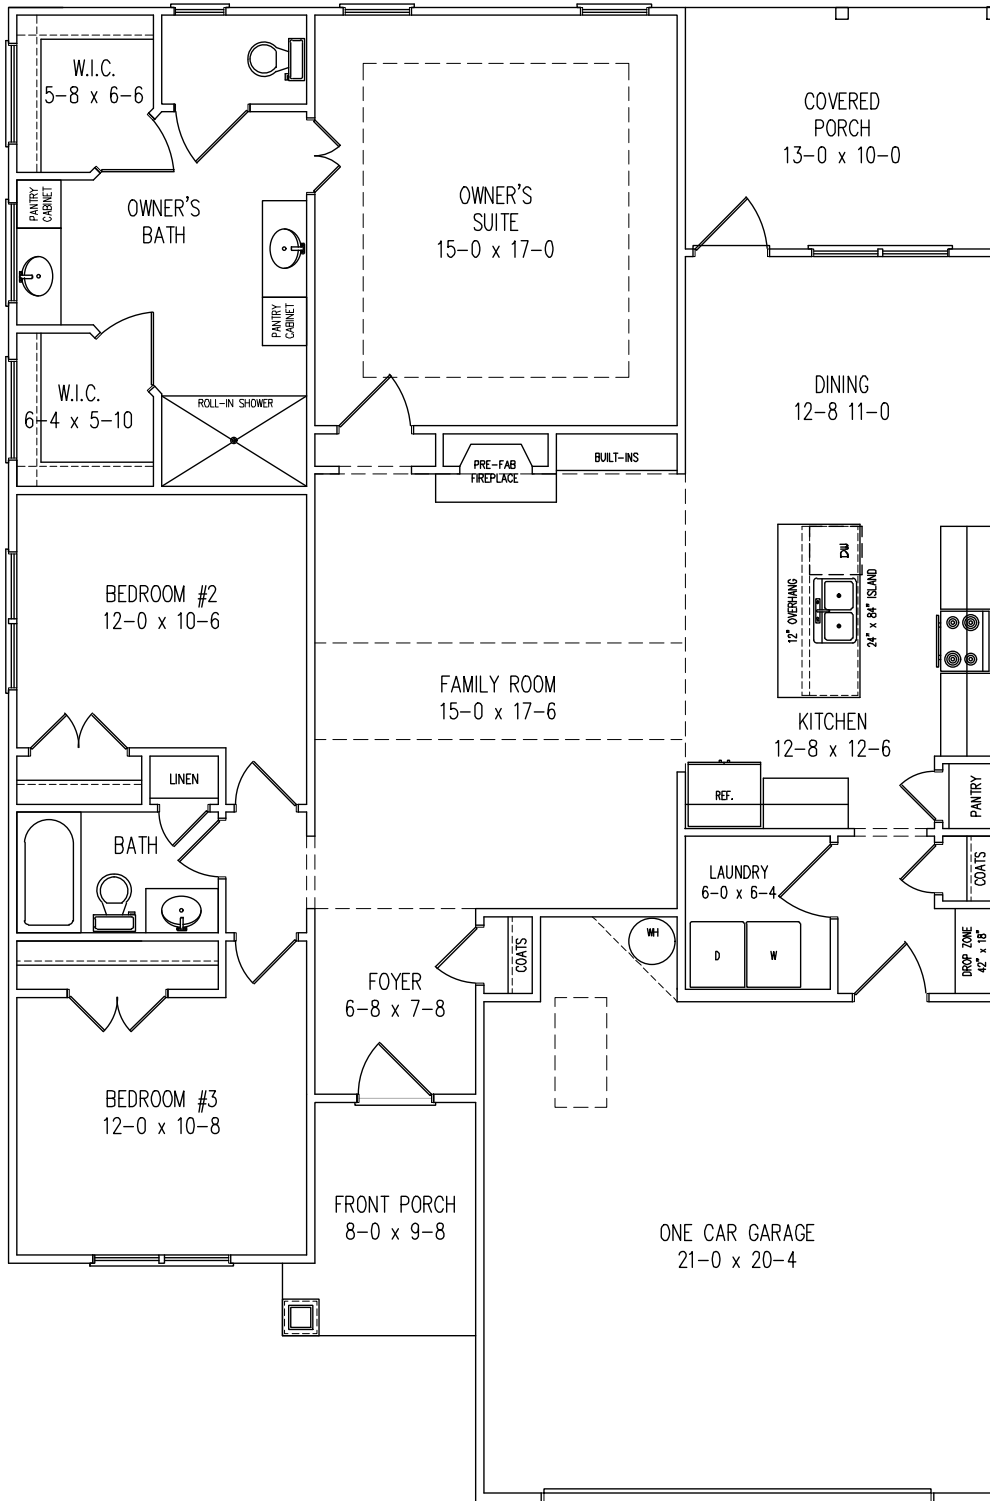 W.I.C.
5-8 x 6-6
COVERED
PORCH
13-0 x 10-0
PANTRY
CABINET
OWNER'S
BATH
OWNER'S
SUITE
15-0 x 17-0
PANTRY
CABINET
W.I.C.
6-4 x 5-10
ROLL-IN SHOWER
DINING
12-8 11-0
PRE-FAB
FIREPLACE
BUILT-INS
BEDROOM #2
12-0 x 10-6
DW
12" OVERHANG
24" x 84" ISLAND
FAMILY ROOM
15-0 x 17-6
KITCHEN
12-8 x 12-6
LINEN
REF.
PANTRY
BATH
LAUNDRY
6-0 x 6-4
COATS
D
W
WH
COATS
DROP ZONE
42" x 18"
FOYER
6-8 x 7-8
BEDROOM #3
12-0 x 10-8
FRONT PORCH
8-0 x 9-8
ONE CAR GARAGE
21-0 x 20-4